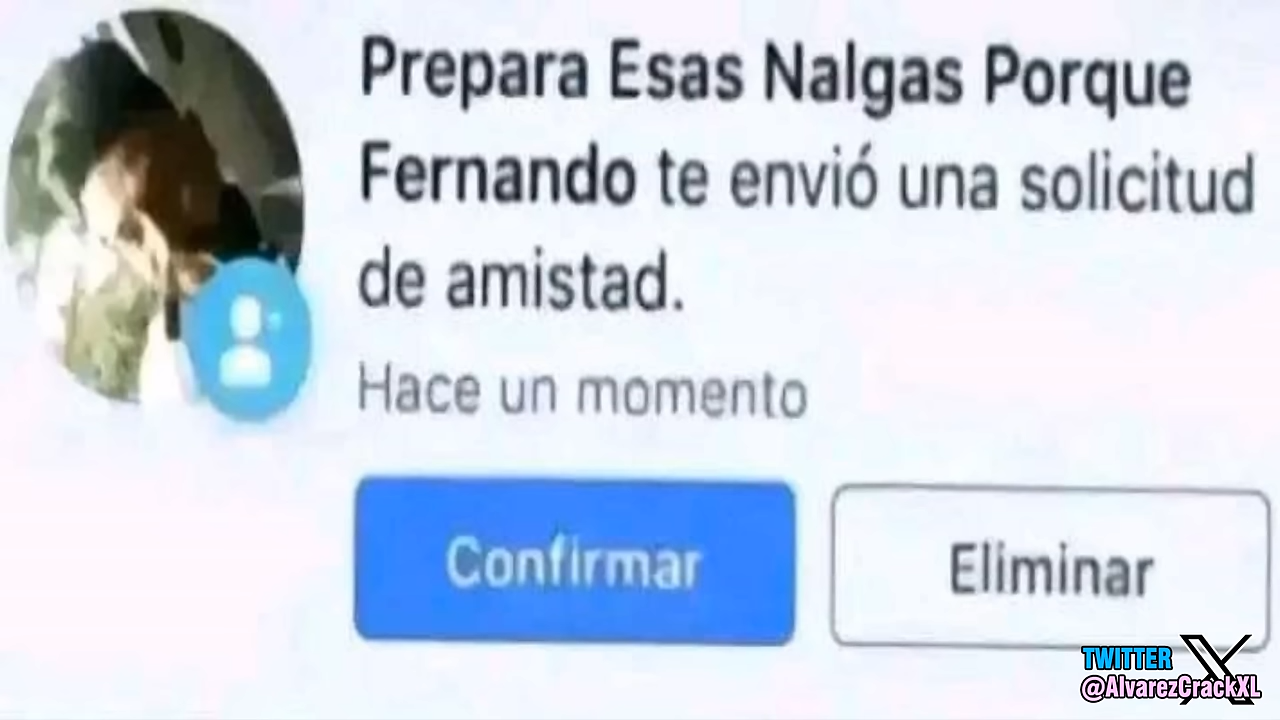 Prepara Esas Nalgas Porque
Fernando te envió una solicitud
de amistad.
Hace un momento
Confirmar
Eliminar
TWITTER X
@AlvarezCrackXL